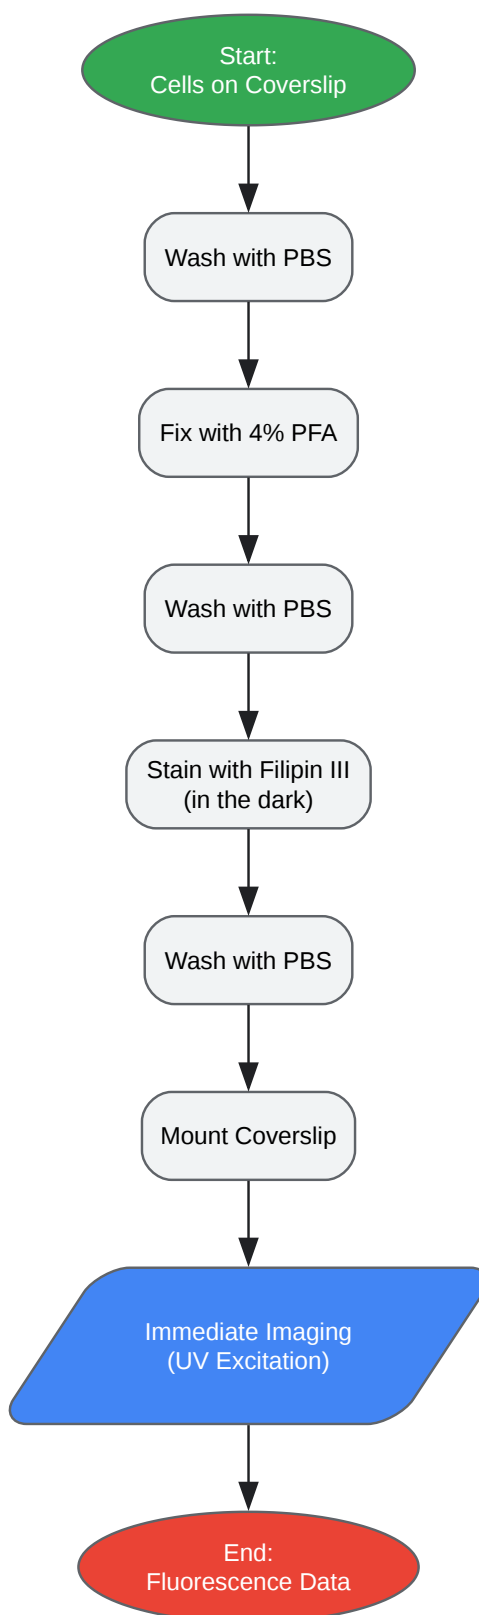 Start:
Cells on Coverslip
Wash with PBS
Fix with 4% PFA
Wash with PBS
Stain with Filipin III
(in the dark)
Wash with PBS
Mount Coverslip
Immediate Imaging
(UV Excitation)
End:
Fluorescence Data